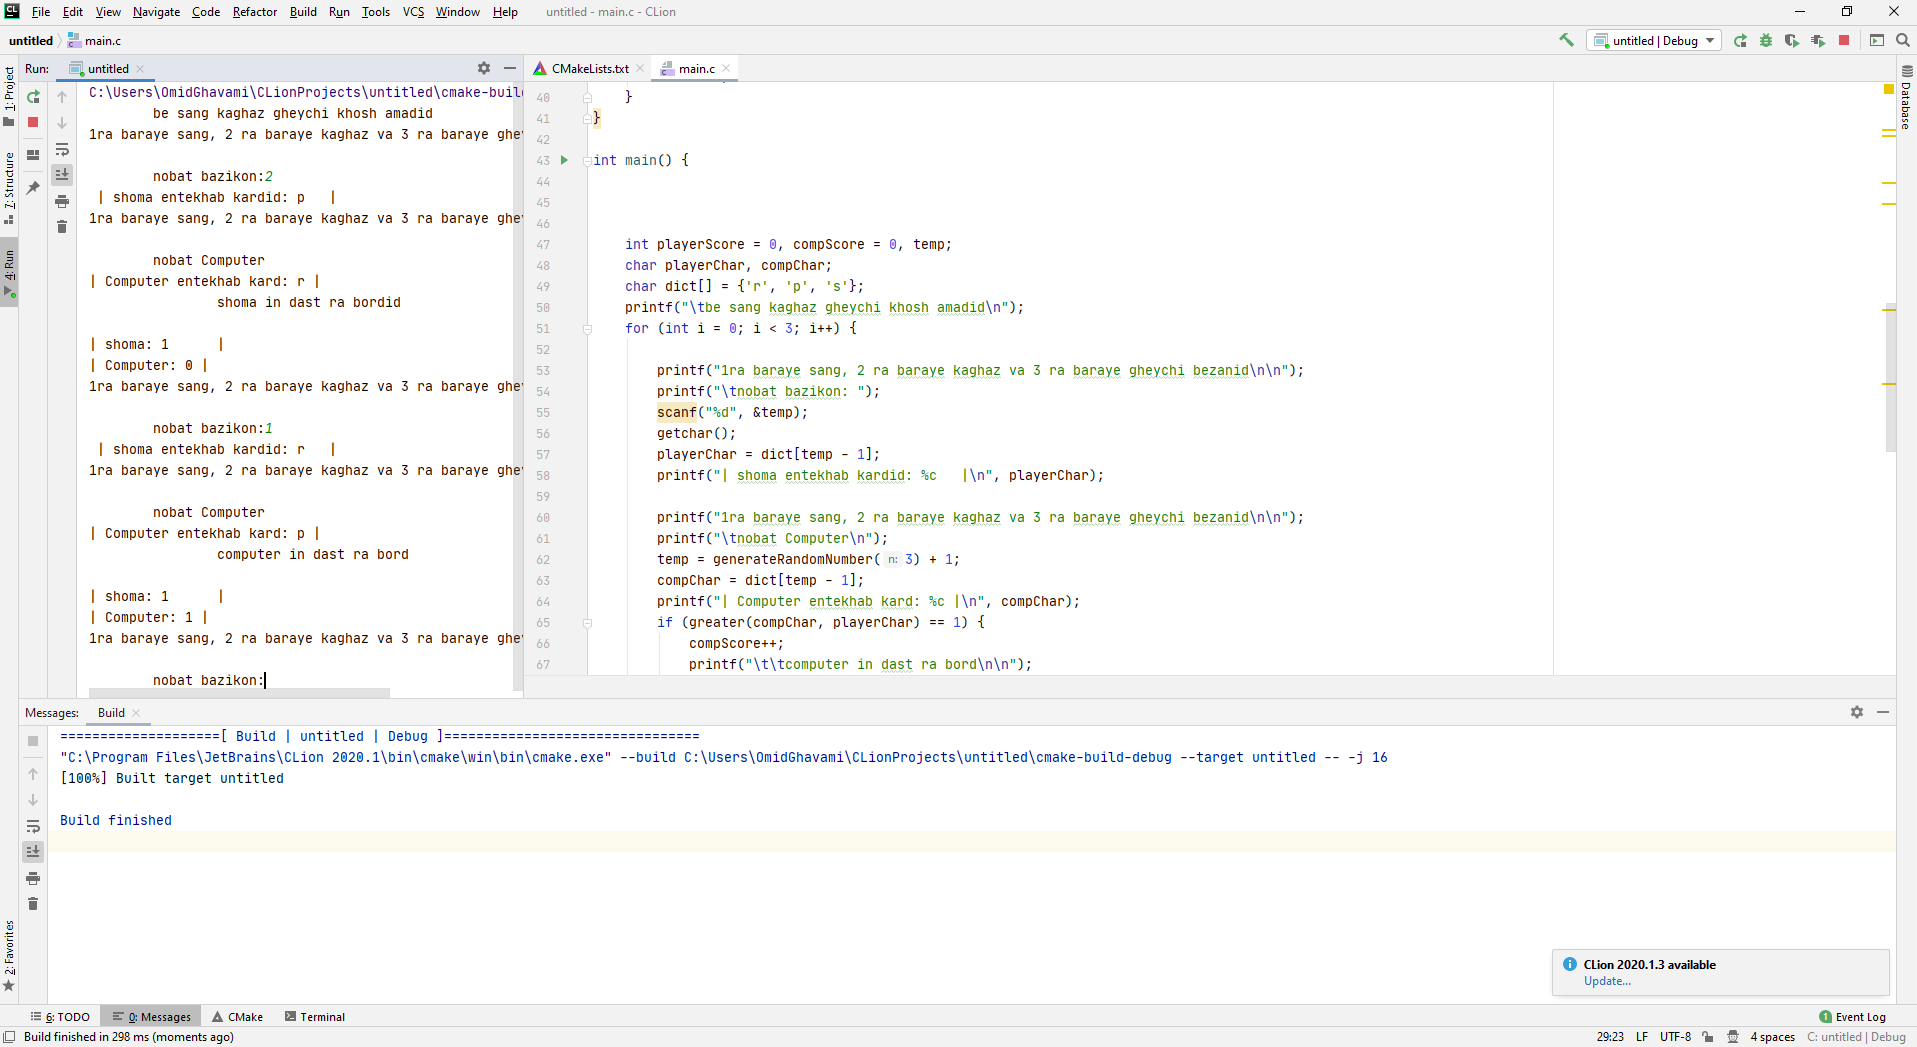 File Edit View Navigate Code Refactor Build Run Tools VCS Window Help untitled - main.c - CLion
untitled main.c
untitled | Debug
1: Project
7: Structure
4: Run
2: Favorites
Database
Run: untitled
C:\Users\OmidGhavami\CLionProjects\untitled\cmake-buil
be sang kaghaz gheychi khosh amadid
1ra baraye sang, 2 ra baraye kaghaz va 3 ra baraye ghey
nobat bazikon:2
| shoma entekhab kardid: p |
1ra baraye sang, 2 ra baraye kaghaz va 3 ra baraye ghey
nobat Computer
| Computer entekhab kard: r |
shoma in dast ra bordid
| shoma: 1 |
| Computer: 0 |
1ra baraye sang, 2 ra baraye kaghaz va 3 ra baraye ghey
nobat bazikon:1
| shoma entekhab kardid: r |
1ra baraye sang, 2 ra baraye kaghaz va 3 ra baraye ghey
nobat Computer
| Computer entekhab kard: p |
computer in dast ra bord
| shoma: 1 |
| Computer: 1 |
1ra baraye sang, 2 ra baraye kaghaz va 3 ra baraye ghey
nobat bazikon:
CMakeLists.txt main.c
40 }
41 }
42
43 int main() {
44
45
46
47 int playerScore = 0, compScore = 0, temp;
48 char playerChar, compChar;
49 char dict[] = {'r', 'p', 's'};
50 printf("\tbe sang kaghaz gheychi khosh amadid\n");
51 for (int i = 0; i < 3; i++) {
52
53 printf("1ra baraye sang, 2 ra baraye kaghaz va 3 ra baraye gheychi bezanid\n\n");
54 printf("\tnobat bazikon: ");
55 scanf("%d", &temp);
56 getchar();
57 playerChar = dict[temp - 1];
58 printf("| shoma entekhab kardid: %c |\n", playerChar);
59
60 printf("1ra baraye sang, 2 ra baraye kaghaz va 3 ra baraye gheychi bezanid\n\n");
61 printf("\tnobat Computer\n");
62 temp = generateRandomNumber( n: 3) + 1;
63 compChar = dict[temp - 1];
64 printf("| Computer entekhab kard: %c |\n", compChar);
65 if (greater(compChar, playerChar) == 1) {
66 compScore++;
67 printf("\t\tcomputer in dast ra bord\n\n");
Messages: Build
====================[ Build | untitled | Debug ]================================
"C:\Program Files\JetBrains\CLion 2020.1\bin\cmake\win\bin\cmake.exe" --build C:\Users\OmidGhavami\CLionProjects\untitled\cmake-build-debug --target untitled -- -j 16
[100%] Built target untitled
Build finished
CLion 2020.1.3 available
Update...
6: TODO 0: Messages CMake Terminal 1 Event Log
Build finished in 298 ms (moments ago) 29:23 LF UTF-8 4 spaces C: untitled | Debug